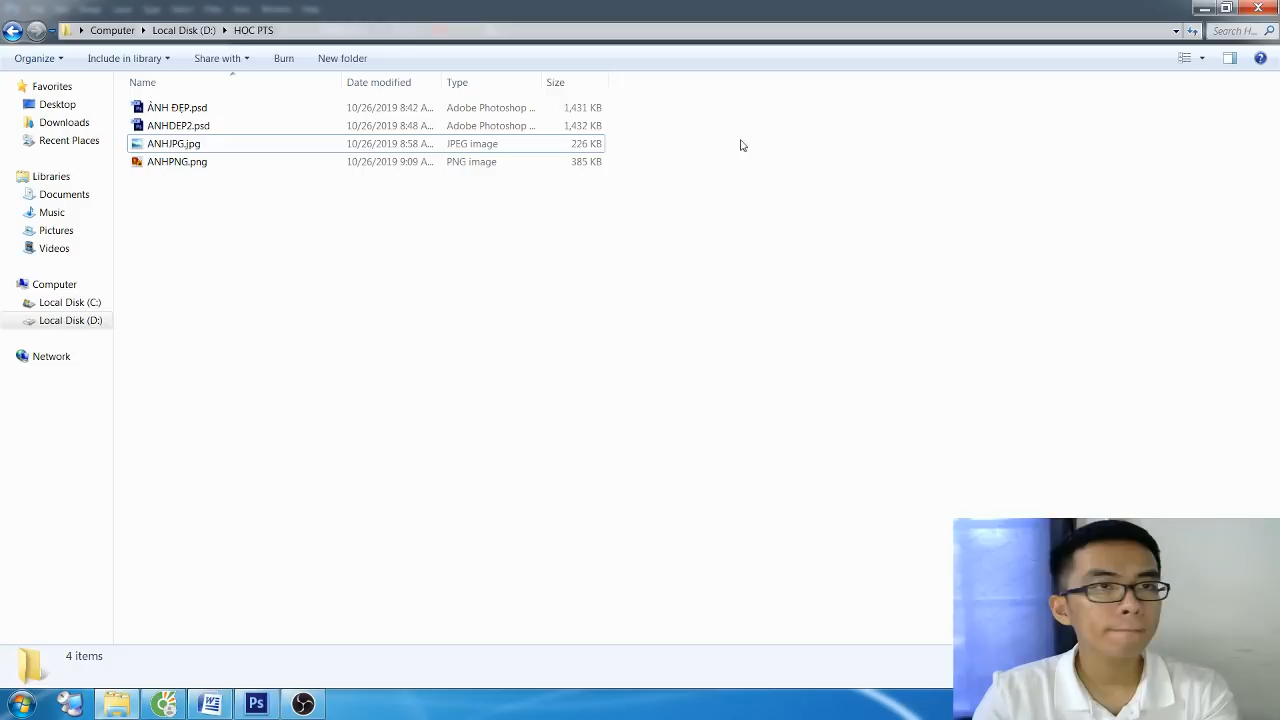 Computer Local Disk (D:) HOC PTS Search H...
Organize Include in library Share with Burn New folder
Name Date modified Type Size
ẢNH ĐẸP.psd 10/26/2019 8:42 A... Adobe Photoshop ... 1,431 KB
ANHDEP2.psd 10/26/2019 8:48 A... Adobe Photoshop ... 1,432 KB
ANHJPG.jpg 10/26/2019 8:58 A... JPEG image 226 KB
ANHPNG.png 10/26/2019 9:09 A... PNG image 385 KB
Favorites
Desktop
Downloads
Recent Places
Libraries
Documents
Music
Pictures
Videos
Computer
Local Disk (C:)
Local Disk (D:)
Network
4 items
Ps